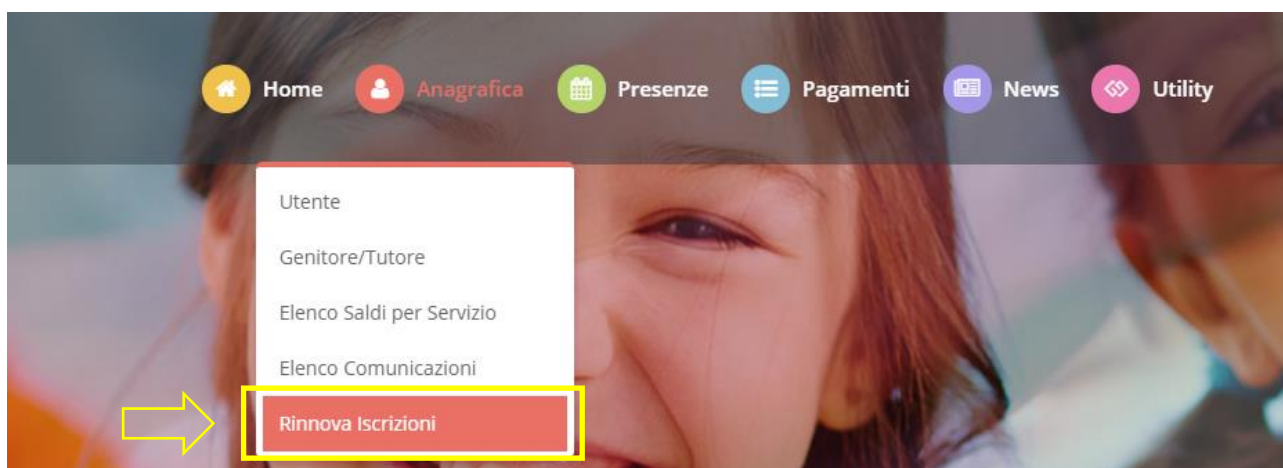 Home Anagrafica Presenze Pagamenti News Utility
Utente
Genitore/Tutore
Elenco Saldi per Servizio
Elenco Comunicazioni
Rinnova Iscrizioni